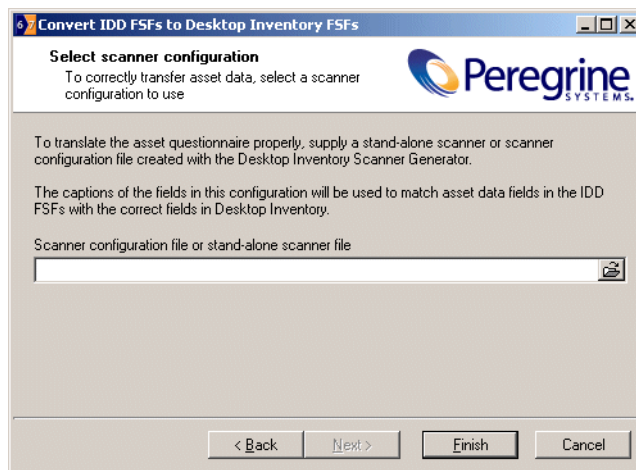 6 7 Convert IDD FSFs to Desktop Inventory FSFs
Select scanner configuration
To correctly transfer asset data, select a scanner
configuration to use
Peregrine
SYSTEMS.
To translate the asset questionnaire properly, supply a stand-alone scanner or scanner
configuration file created with the Desktop Inventory Scanner Generator.
The captions of the fields in this configuration will be used to match asset data fields in the IDD
FSFs with the correct fields in Desktop Inventory.
Scanner configuration file or stand-alone scanner file
< Back Next > Finish Cancel